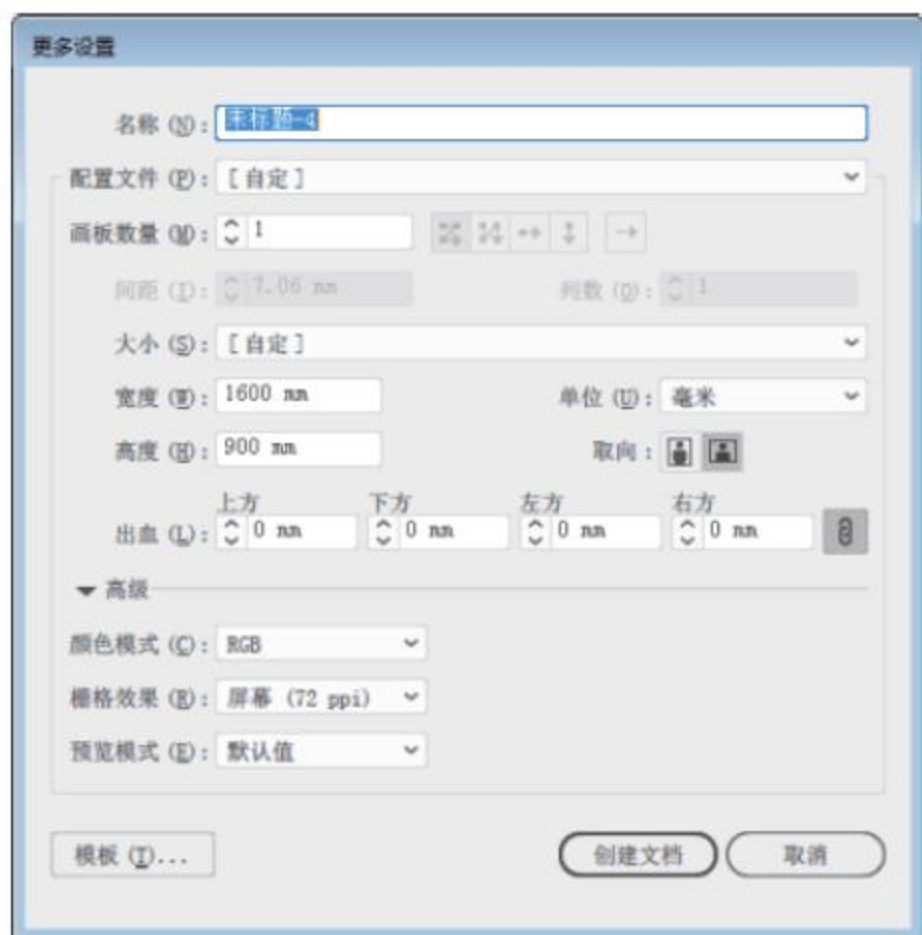 更多设置
名称 (N): 未标题-4
配置文件 (P): [自定]
画板数量 (M): 1
间距 (I): 7.06 mm 列数 (O): 1
大小 (S): [自定]
宽度 (W): 1600 mm 单位 (U): 毫米
高度 (H): 900 mm 取向:
上方 下方 左方 右方
出血 (L): 0 mm 0 mm 0 mm 0 mm
高级
颜色模式 (C): RGB
栅格效果 (R): 屏幕 (72 ppi)
预览模式 (E): 默认值
模板 (T)... 创建文档 取消